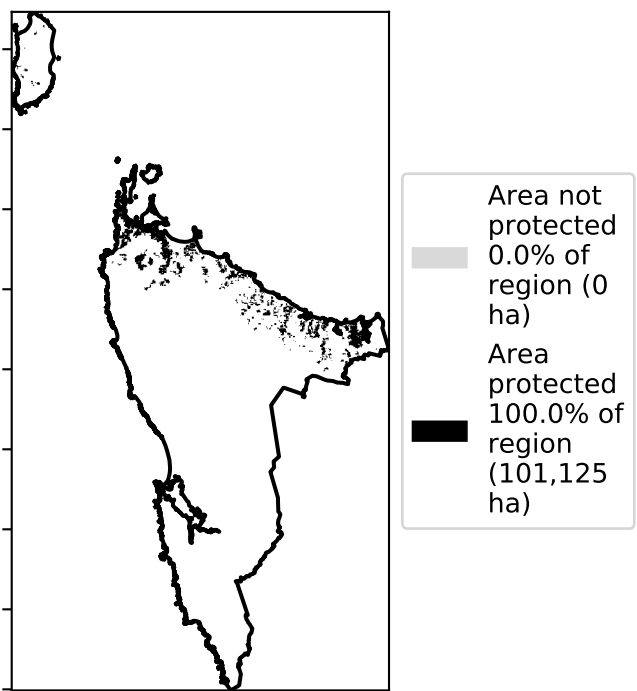 Area not
protected
0.0% of
region (0
ha)
Area
protected
100.0% of
region
(101,125
ha)